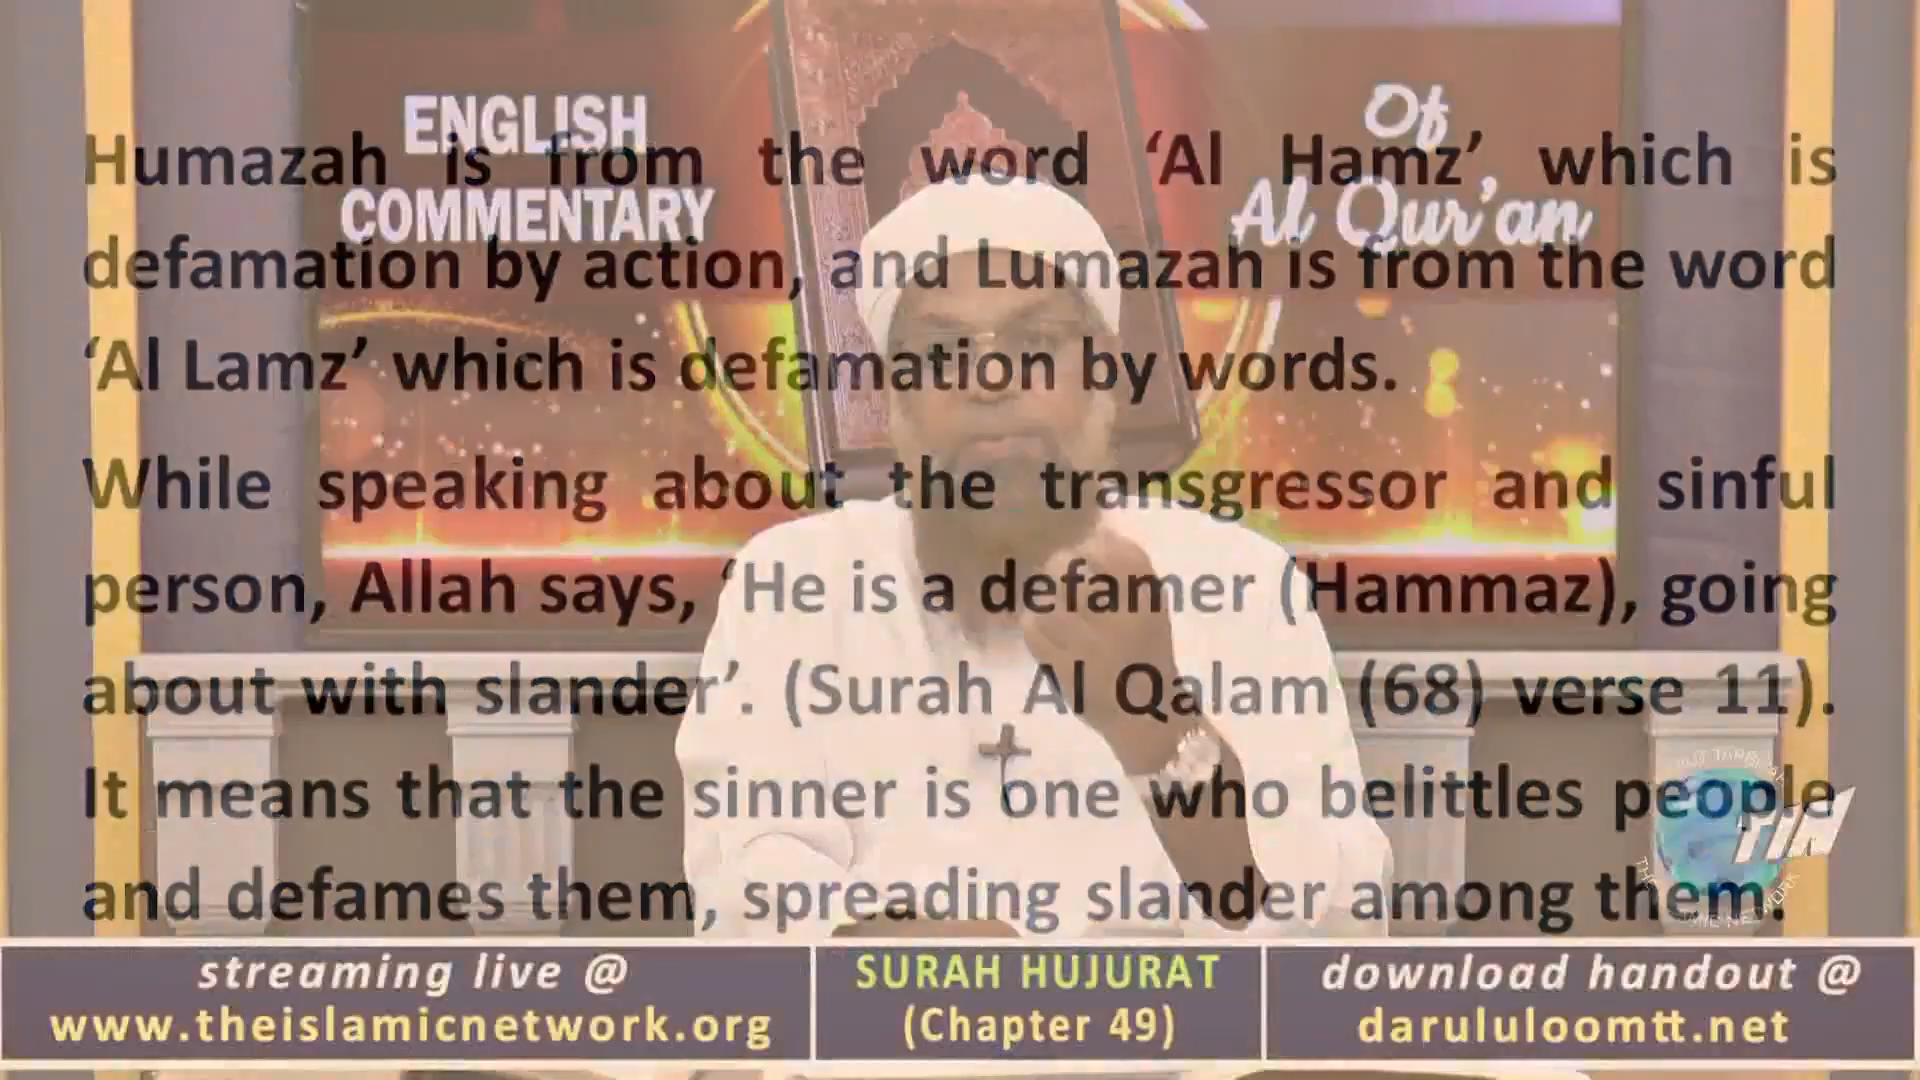 ENGLISH
COMMENTARY
Of
Al Qur'an
Humazah is from the word ‘Al Hamz’ which is
defamation by action, and Lumazah is from the word
‘Al Lamz’ which is defamation by words.
While speaking about the transgressor and sinful
person, Allah says, ‘He is a defamer (Hammaz), going
about with slander’. (Surah Al Qalam (68) verse 11).
It means that the sinner is one who belittles people
and defames them, spreading slander among them.
TIN
streaming live @
www.theislamicnetwork.org
SURAH HUJURAT
(Chapter 49)
download handout @
darululoomtt.net